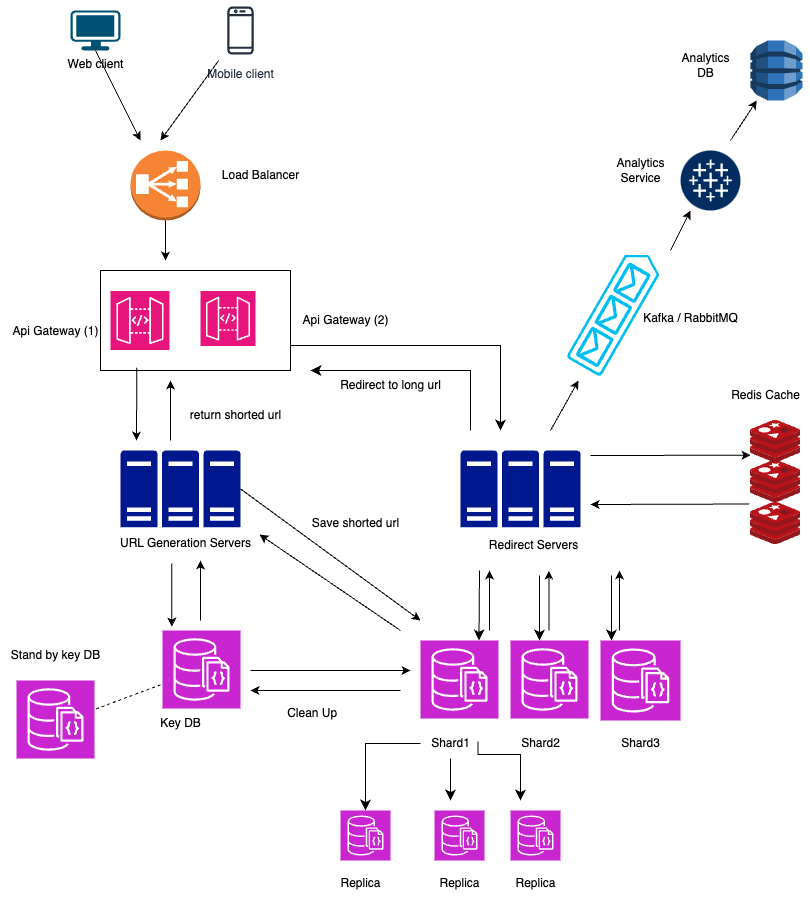 Web client
Mobile client
Analytics
DB
Load Balancer
Analytics
Service
Api Gateway (1)
Api Gateway (2)
Kafka / RabbitMQ
Redirect to long url
Redis Cache
return shorted url
Save shorted url
URL Generation Servers
Redirect Servers
Stand by key DB
Key DB
Clean Up
Shard1
Shard2
Shard3
Replica
Replica
Replica